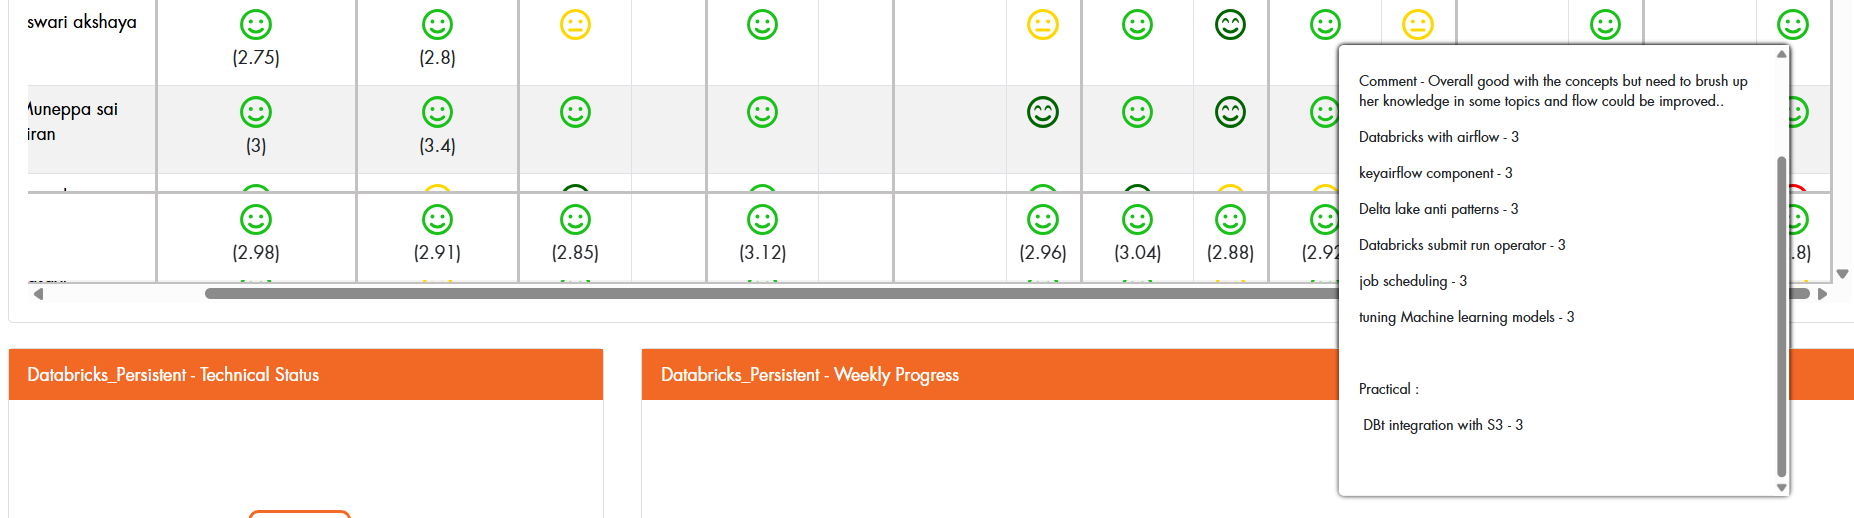 swari akshaya
(2.75)
(2.8)
Muneppa sai
iran
(3)
(3.4)
(2.98)
(2.91)
(2.85)
(3.12)
(2.96)
(3.04)
(2.88)
(2.92
.8)
Comment - Overall good with the concepts but need to brush up
her knowledge in some topics and flow could be improved..
Databricks with airflow - 3
keyairflow component - 3
Delta lake anti patterns - 3
Databricks submit run operator - 3
job scheduling - 3
tuning Machine learning models - 3
Practical :
DBt integration with S3 - 3
Databricks_Persistent - Technical Status
Databricks_Persistent - Weekly Progress